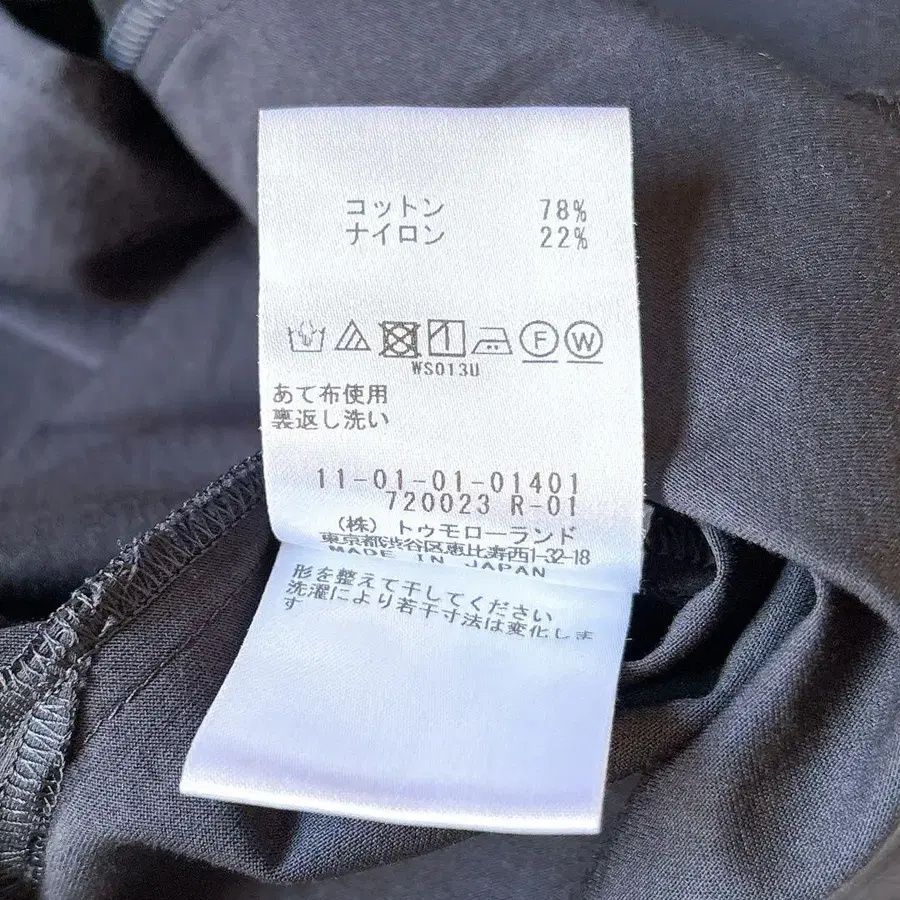 コットン 78%
ナイロン 22%
F W
WS013U
あて布使用
裏返し洗い
11-01-01-01401
720023 R-01
(株) トゥモローランド
東京都渋谷区恵比寿西1-32-18
MADE IN JAPAN
形を整えて干してください
洗濯により若干寸法は変化しま
す